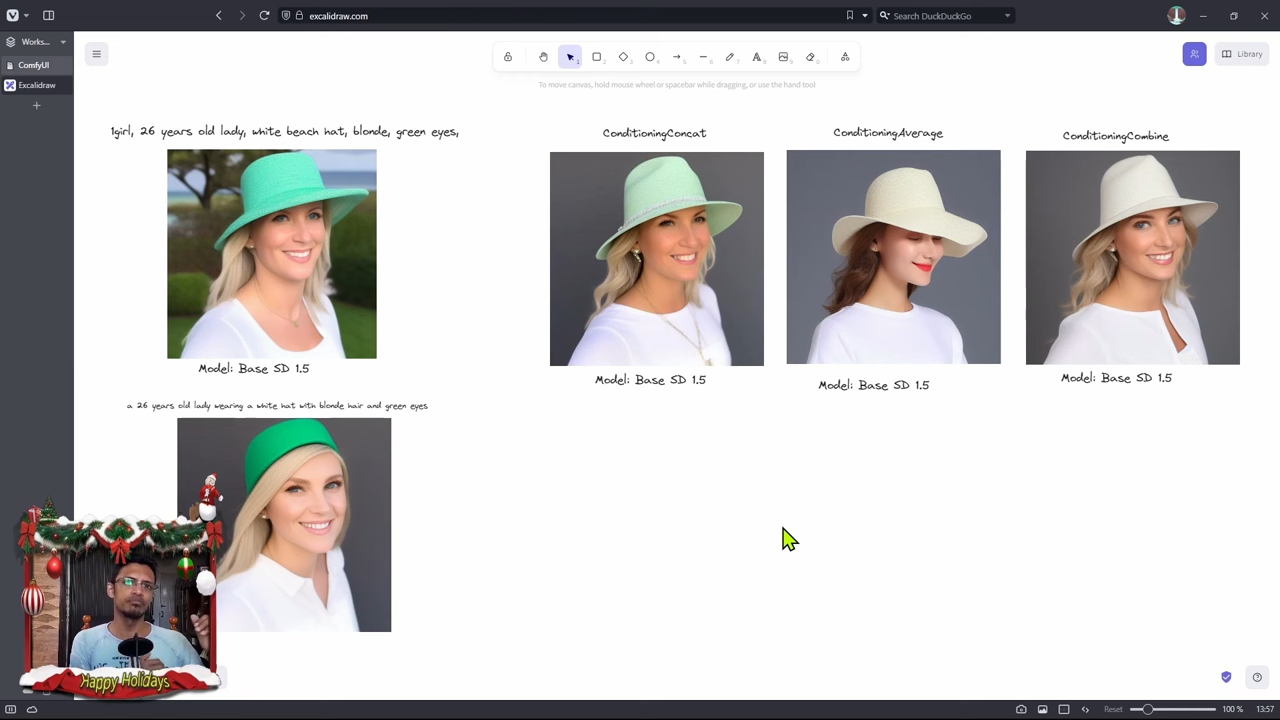 excalidraw.com
Search DuckDuckGo
Works...
ComfyUI
Excalidraw
Library
To move canvas, hold mouse wheel or spacebar while dragging, or use the hand tool
1girl, 26 years old lady, white beach hat, blonde, green eyes,
Model: Base SD 1.5
a 26 years old lady wearing a white hat with blonde hair and green eyes
ConditioningConcat
Model: Base SD 1.5
ConditioningAverage
Model: Base SD 1.5
ConditioningCombine
Model: Base SD 1.5
Happy Holidays
Reset
100 %
13:57